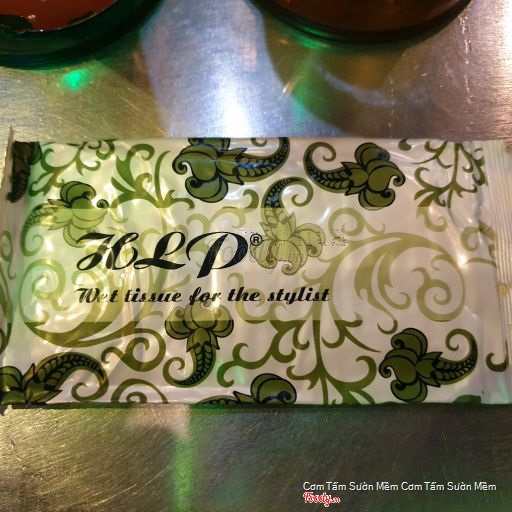 HLP®
Wet tissue for the stylist
Cơm Tấm Sườn Mềm Cơm Tấm Sườn Mềm
Foody.vn